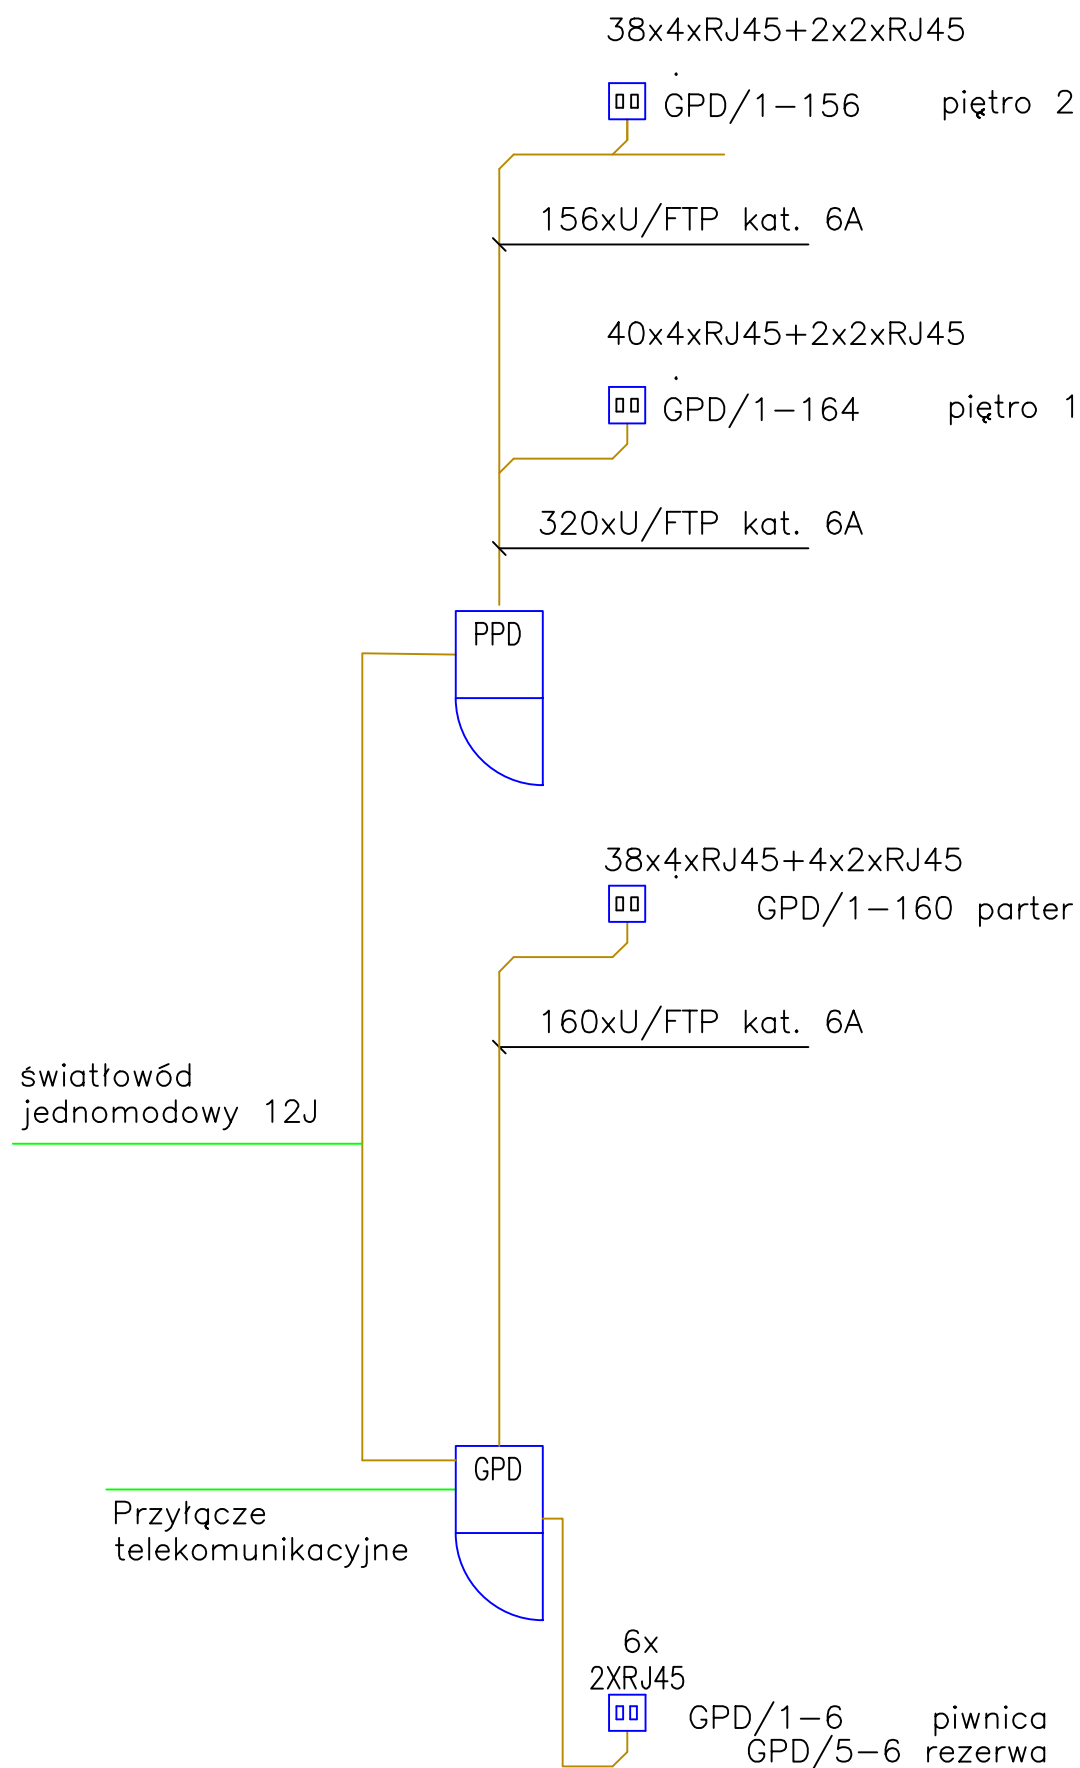 38x4xRJ45+2x2xRJ45
GPD/1-156 piętro 2
156xU/FTP kat. 6A
40x4xRJ45+2x2xRJ45
GPD/1-164 piętro 1
320xU/FTP kat. 6A
PPD
38x4xRJ45+4x2xRJ45
GPD/1-160 parter
160xU/FTP kat. 6A
światłowód
jednomodowy 12J
GPD
Przyłącze
telekomunikacyjne
6x
2XRJ45
GPD/1-6 piwnica
GPD/5-6 rezerwa